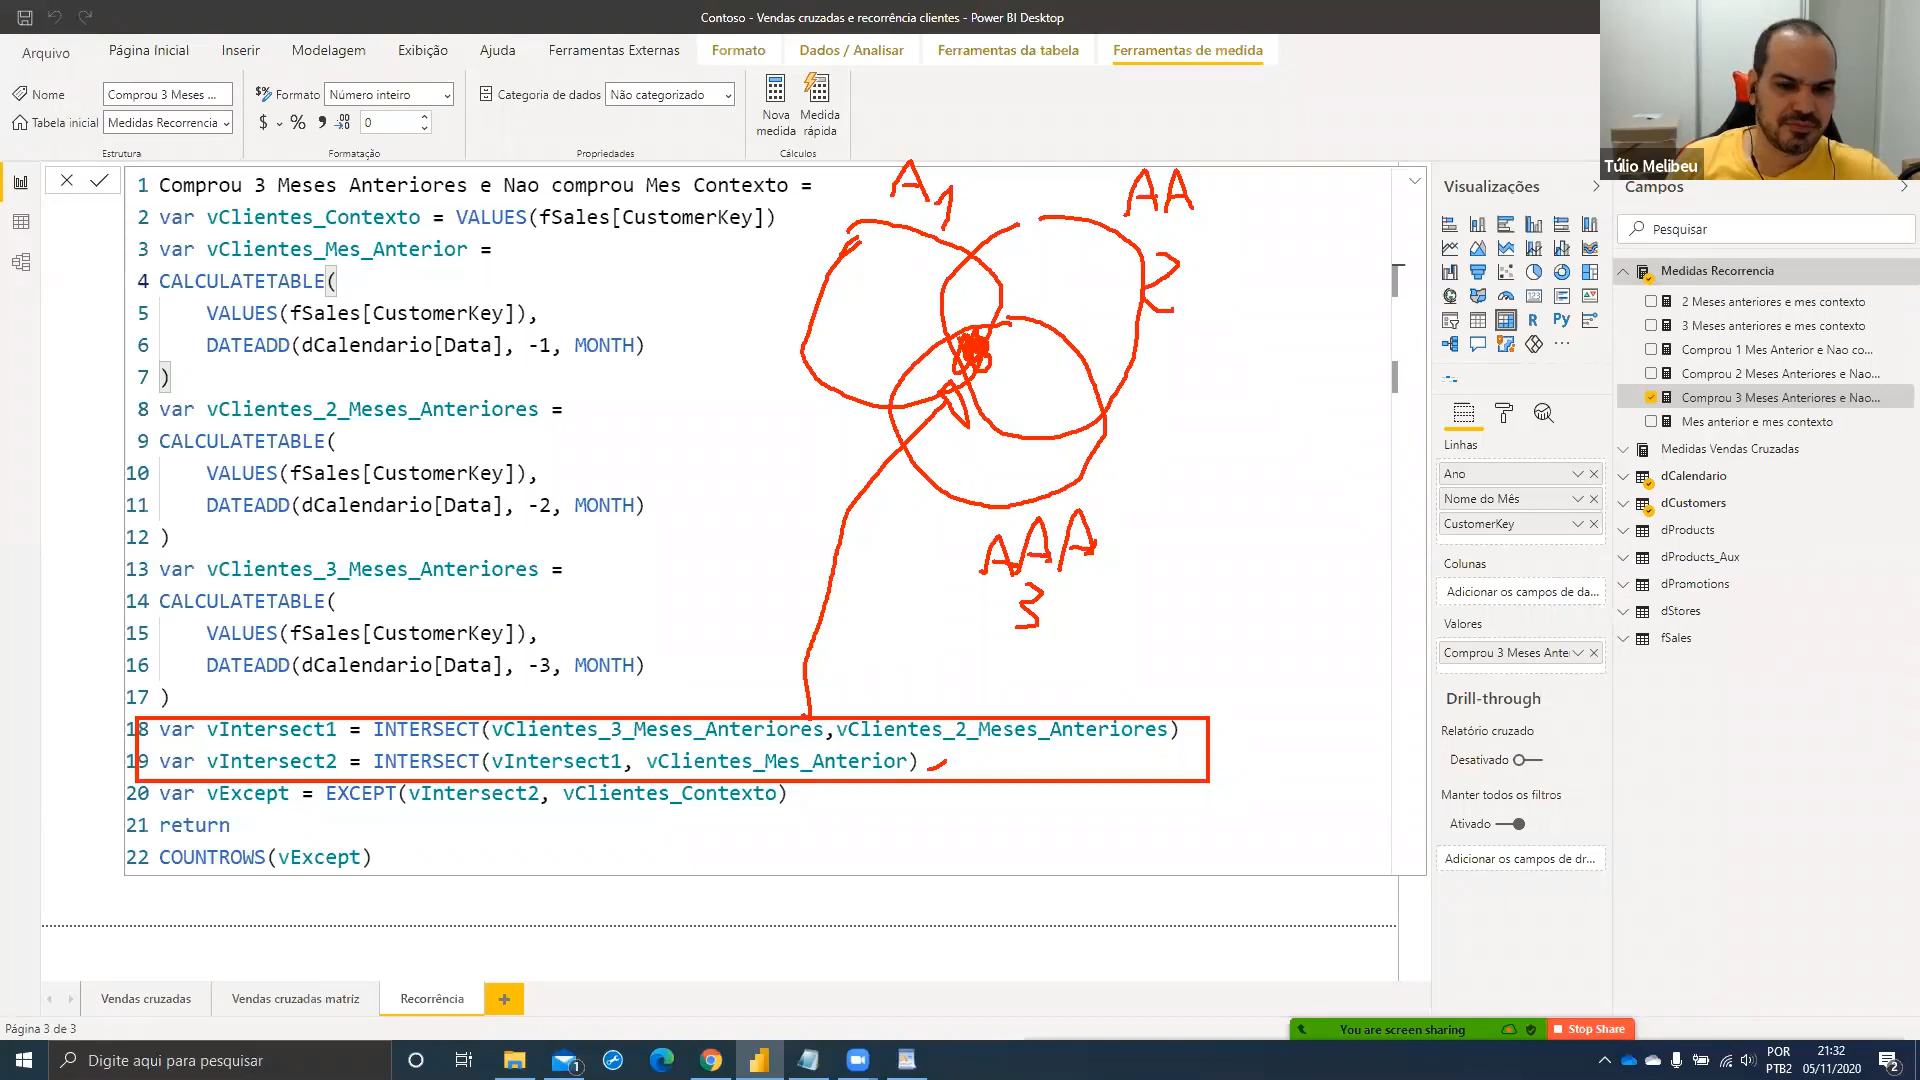 Contoso - Vendas cruzadas e recorrência clientes - Power BI Desktop
Arquivo Página Inicial Inserir Modelagem Exibição Ajuda Ferramentas Externas Formato Dados / Analisar Ferramentas da tabela Ferramentas de medida
Nome Comprou 3 Meses ...
Tabela inicial Medidas Recorrencia
Estrutura
Formato Número inteiro
$ % 9 0
Formatação
Categoria de dados Não categorizado
Propriedades
Nova medida
Medida rápida
Cálculos
Túlio Melibeu
1 Comprou 3 Meses Anteriores e Nao comprou Mes Contexto =
2 var vClientes_Contexto = VALUES(fSales[CustomerKey])
3 var vClientes_Mes_Anterior =
4 CALCULATETABLE(
5 VALUES(fSales[CustomerKey]),
6 DATEADD(dCalendario[Data], -1, MONTH)
7 )
8 var vClientes_2_Meses_Anteriores =
9 CALCULATETABLE(
10 VALUES(fSales[CustomerKey]),
11 DATEADD(dCalendario[Data], -2, MONTH)
12 )
13 var vClientes_3_Meses_Anteriores =
14 CALCULATETABLE(
15 VALUES(fSales[CustomerKey]),
16 DATEADD(dCalendario[Data], -3, MONTH)
17 )
18 var vIntersect1 = INTERSECT(vClientes_3_Meses_Anteriores,vClientes_2_Meses_Anteriores)
19 var vIntersect2 = INTERSECT(vIntersect1, vClientes_Mes_Anterior)
20 var vExcept = EXCEPT(vIntersect2, vClientes_Contexto)
21 return
22 COUNTROWS(vExcept)
A 1
AA
2
AAA
3
Visualizações
R Py ...
Linhas
Ano
Nome do Mês
CustomerKey
Colunas
Adicionar os campos de da...
Valores
Comprou 3 Meses Ante
Drill-through
Relatório cruzado
Desativado
Manter todos os filtros
Ativado
Adicionar os campos de dr...
Campos
Pesquisar
Medidas Recorrencia
2 Meses anteriores e mes contexto
3 Meses anteriores e mes contexto
Comprou 1 Mes Anterior e Nao co...
Comprou 2 Meses Anteriores e Nao...
Comprou 3 Meses Anteriores e Nao...
Mes anterior e mes contexto
Medidas Vendas Cruzadas
dCalendario
dCustomers
dProducts
dProducts_Aux
dPromotions
dStores
fSales
Vendas cruzadas Vendas cruzadas matriz Recorrência +
Página 3 de 3
You are screen sharing Stop Share
Digite aqui para pesquisar
1
POR
PTB2
21:32
05/11/2020
2